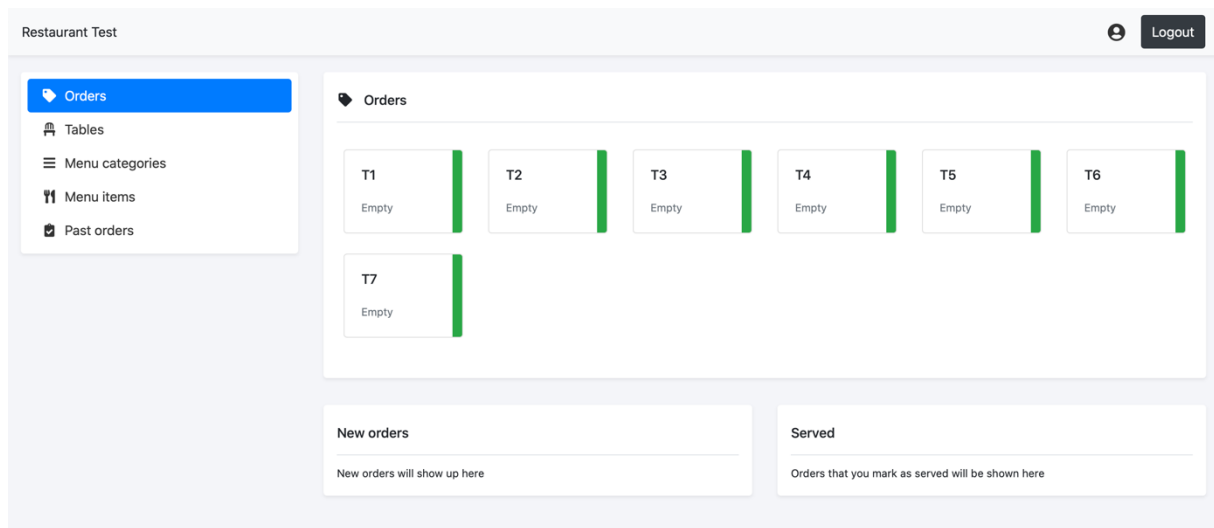 Restaurant Test
Logout
Orders
Tables
Menu categories
Menu items
Past orders
Orders
T1
T2
T3
T4
T5
T6
Empty
Empty
Empty
Empty
Empty
Empty
T7
Empty
New orders
New orders will show up here
Served
Orders that you mark as served will be shown here